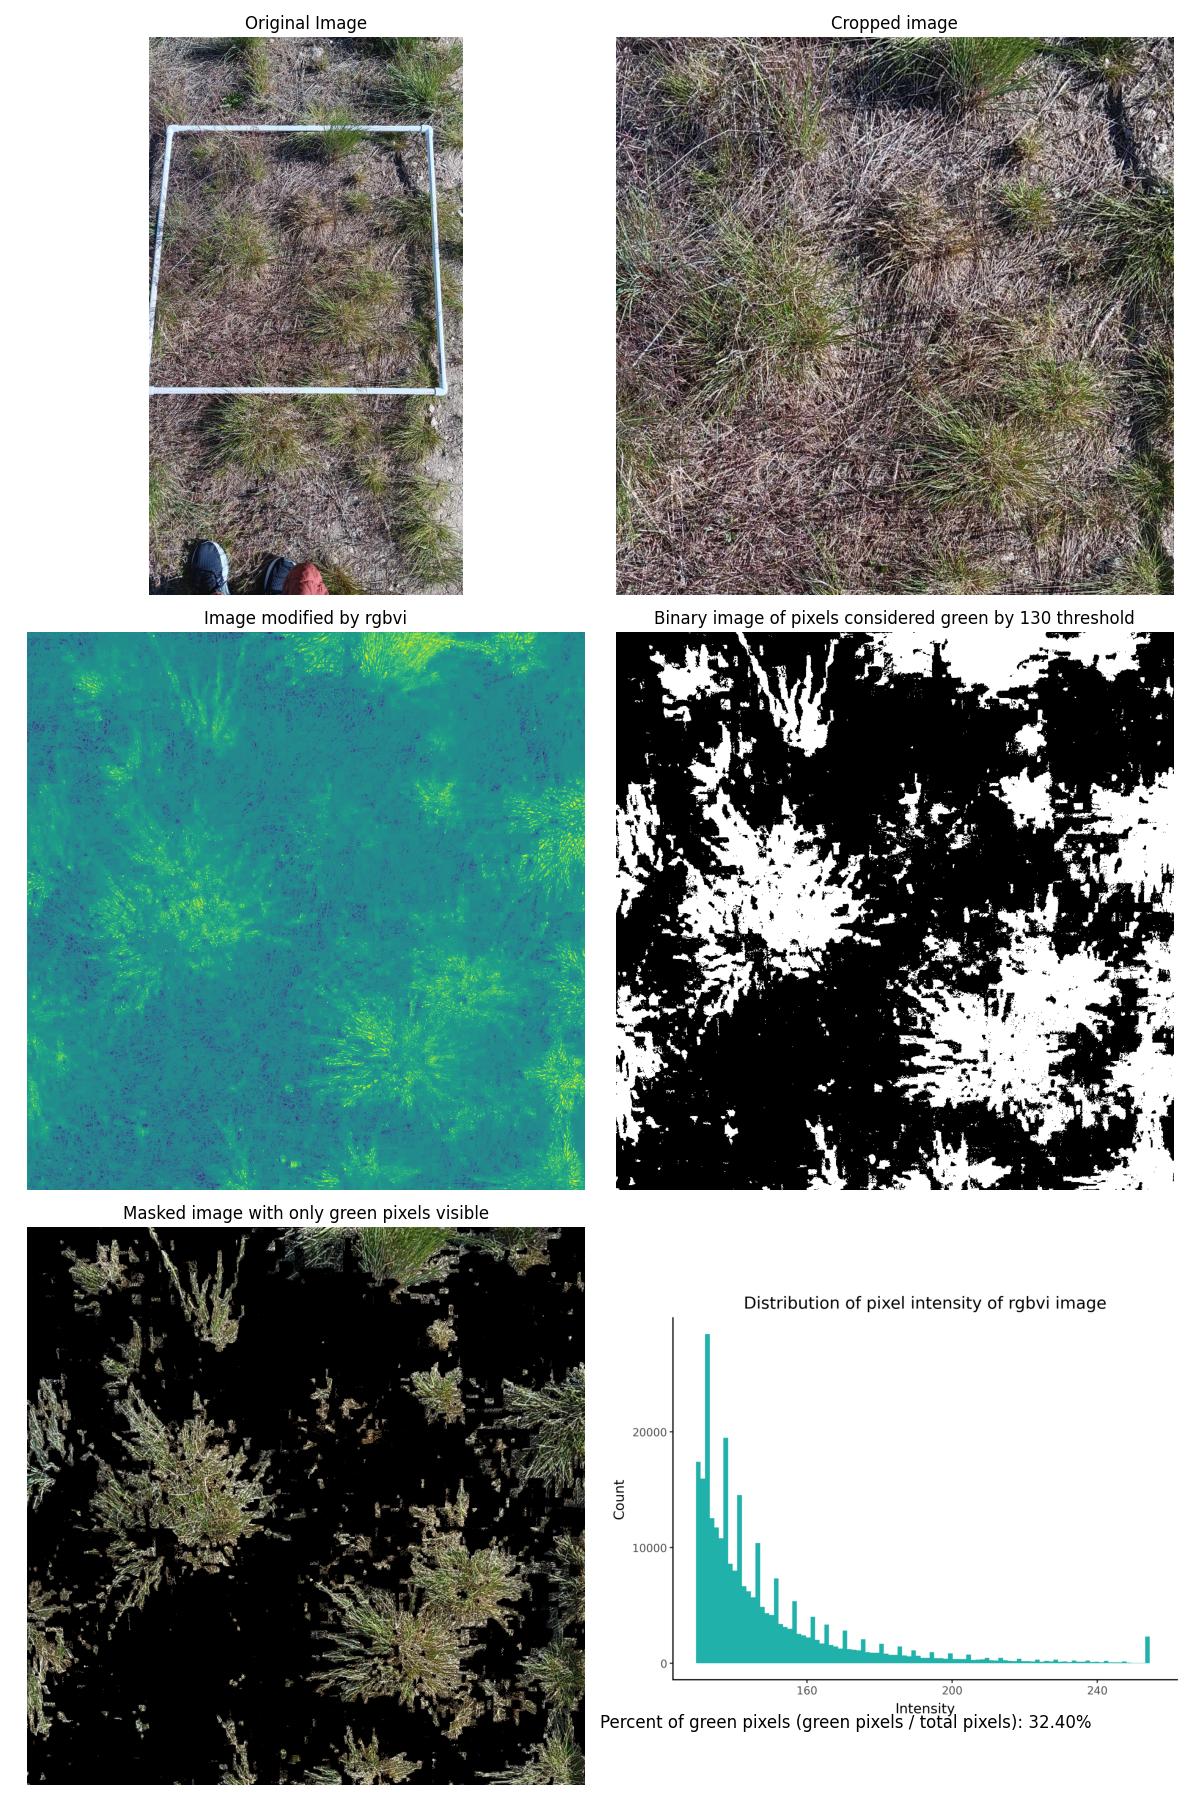 Original Image
Cropped image
Image modified by rgbvi
Binary image of pixels considered green by 130 threshold
Masked image with only green pixels visible
Distribution of pixel intensity of rgbvi image
20000
10000
0
Count
160
200
240
Intensity
Percent of green pixels (green pixels / total pixels): 32.40%